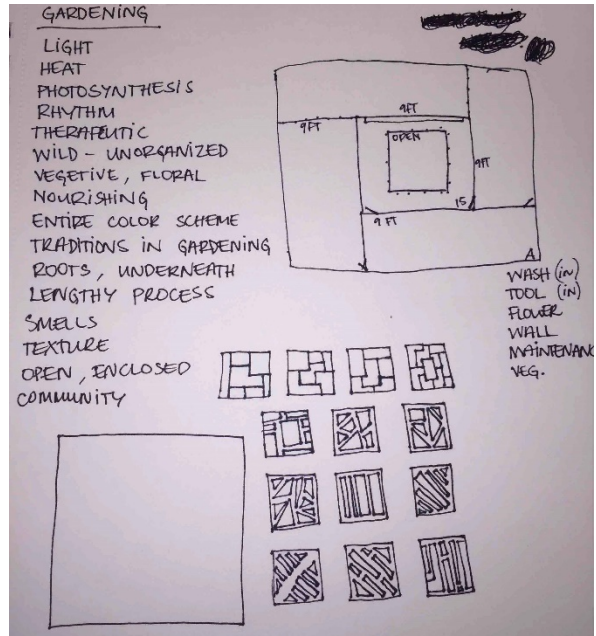 GARDENING
LIGHT
HEAT
PHOTOSYNTHESIS
RHYTHM
THERAPEUTIC
WILD - UNORGANIZED
VEGETIVE, FLORAL
NOURISHING
ENTIRE COLOR SCHEME
TRADITIONS IN GARDENING
ROOTS, UNDERNEATH
LENGTHY PROCESS
SMELLS
TEXTURE
OPEN, ENCLOSED
COMMUNITY
9FT
9FT
OPEN
9FT
15
9 FT
A
WASH (IN)
TOOL (IN)
FLOWER
WALL
MAINTENANC
VEG.